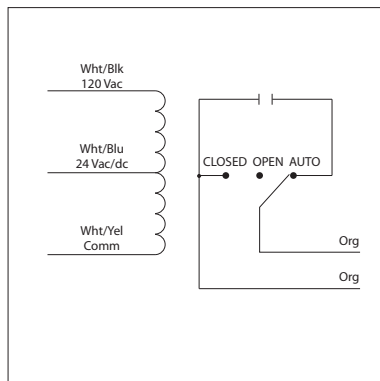 Wht/Blk
120 Vac
Wht/Blu
24 Vac/dc
CLOSED OPEN AUTO
Wht/Yel
Comm
Org
Org